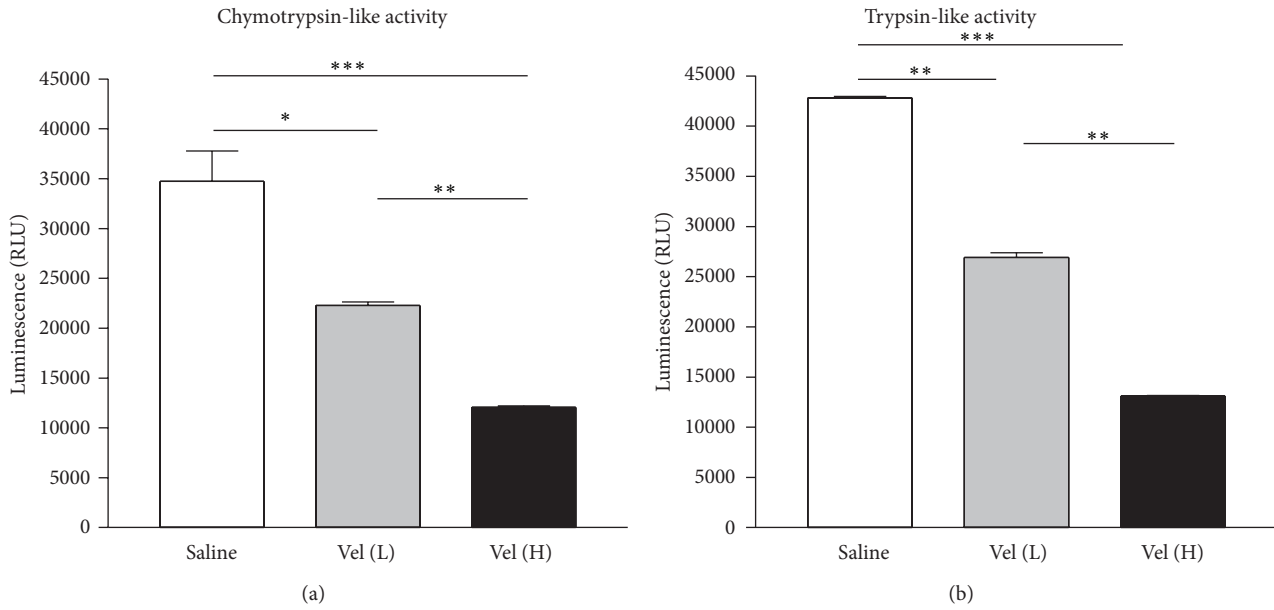 Chymotrypsin-like activity
***
*
**
Luminescence (RLU)
45000
40000
35000
30000
25000
20000
15000
10000
5000
0
Saline
Vel (L)
Vel (H)
(a)
Trypsin-like activity
***
**
**
Luminescence (RLU)
45000
40000
35000
30000
25000
20000
15000
10000
5000
0
Saline
Vel (L)
Vel (H)
(b)